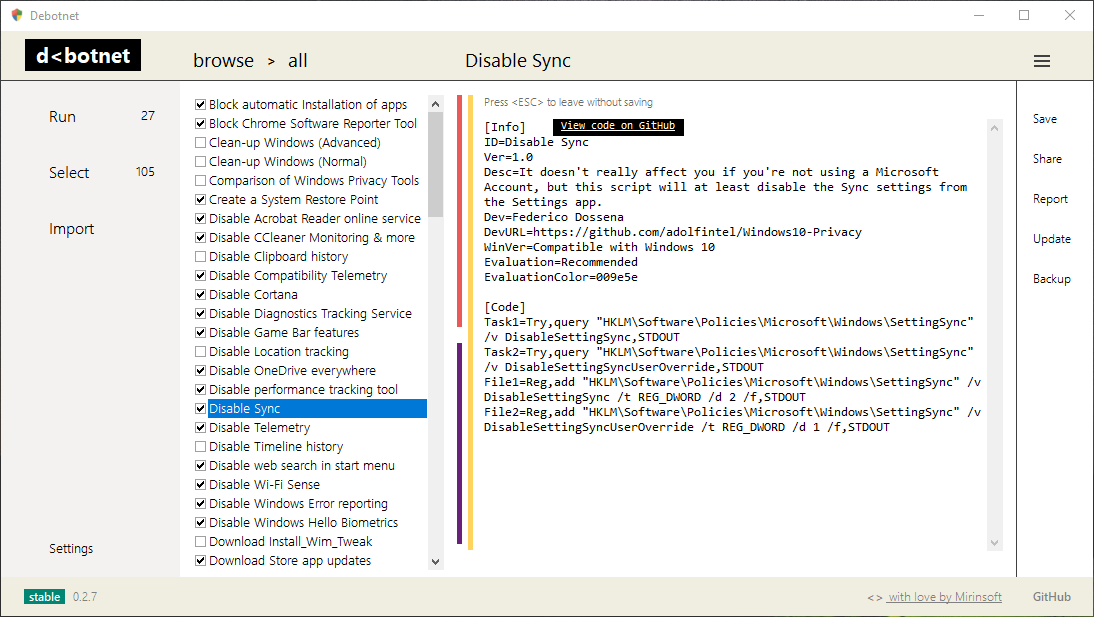 Debotnet
d<botnet
browse > all
Disable Sync
Run 27
Select 105
Import
Settings
Block automatic Installation of apps
Block Chrome Software Reporter Tool
Clean-up Windows (Advanced)
Clean-up Windows (Normal)
Comparison of Windows Privacy Tools
Create a System Restore Point
Disable Acrobat Reader online service
Disable CCleaner Monitoring & more
Disable Clipboard history
Disable Compatibility Telemetry
Disable Cortana
Disable Diagnostics Tracking Service
Disable Game Bar features
Disable Location tracking
Disable OneDrive everywhere
Disable performance tracking tool
Disable Sync
Disable Telemetry
Disable Timeline history
Disable web search in start menu
Disable Wi-Fi Sense
Disable Windows Error reporting
Disable Windows Hello Biometrics
Download Install_Wim_Tweak
Download Store app updates
Press <ESC> to leave without saving
[Info] View code on GitHub
ID=Disable Sync
Ver=1.0
Desc=It doesn't really affect you if you're not using a Microsoft
Account, but this script will at least disable the Sync settings from
the Settings app.
Dev=Federico Dossena
DevURL=https://github.com/adolfintel/Windows10-Privacy
WinVer=Compatible with Windows 10
Evaluation=Recommended
EvaluationColor=009e5e
[Code]
Task1=Try,query "HKLM\Software\Policies\Microsoft\Windows\SettingSync"
/v DisableSettingSync,STDOUT
Task2=Try,query "HKLM\Software\Policies\Microsoft\Windows\SettingSync"
/v DisableSettingSyncUserOverride,STDOUT
File1=Reg,add "HKLM\Software\Policies\Microsoft\Windows\SettingSync" /v
DisableSettingSync /t REG_DWORD /d 2 /f,STDOUT
File2=Reg,add "HKLM\Software\Policies\Microsoft\Windows\SettingSync" /v
DisableSettingSyncUserOverride /t REG_DWORD /d 1 /f,STDOUT
Save
Share
Report
Update
Backup
stable 0.2.7
<> with love by Mirinsoft
GitHub